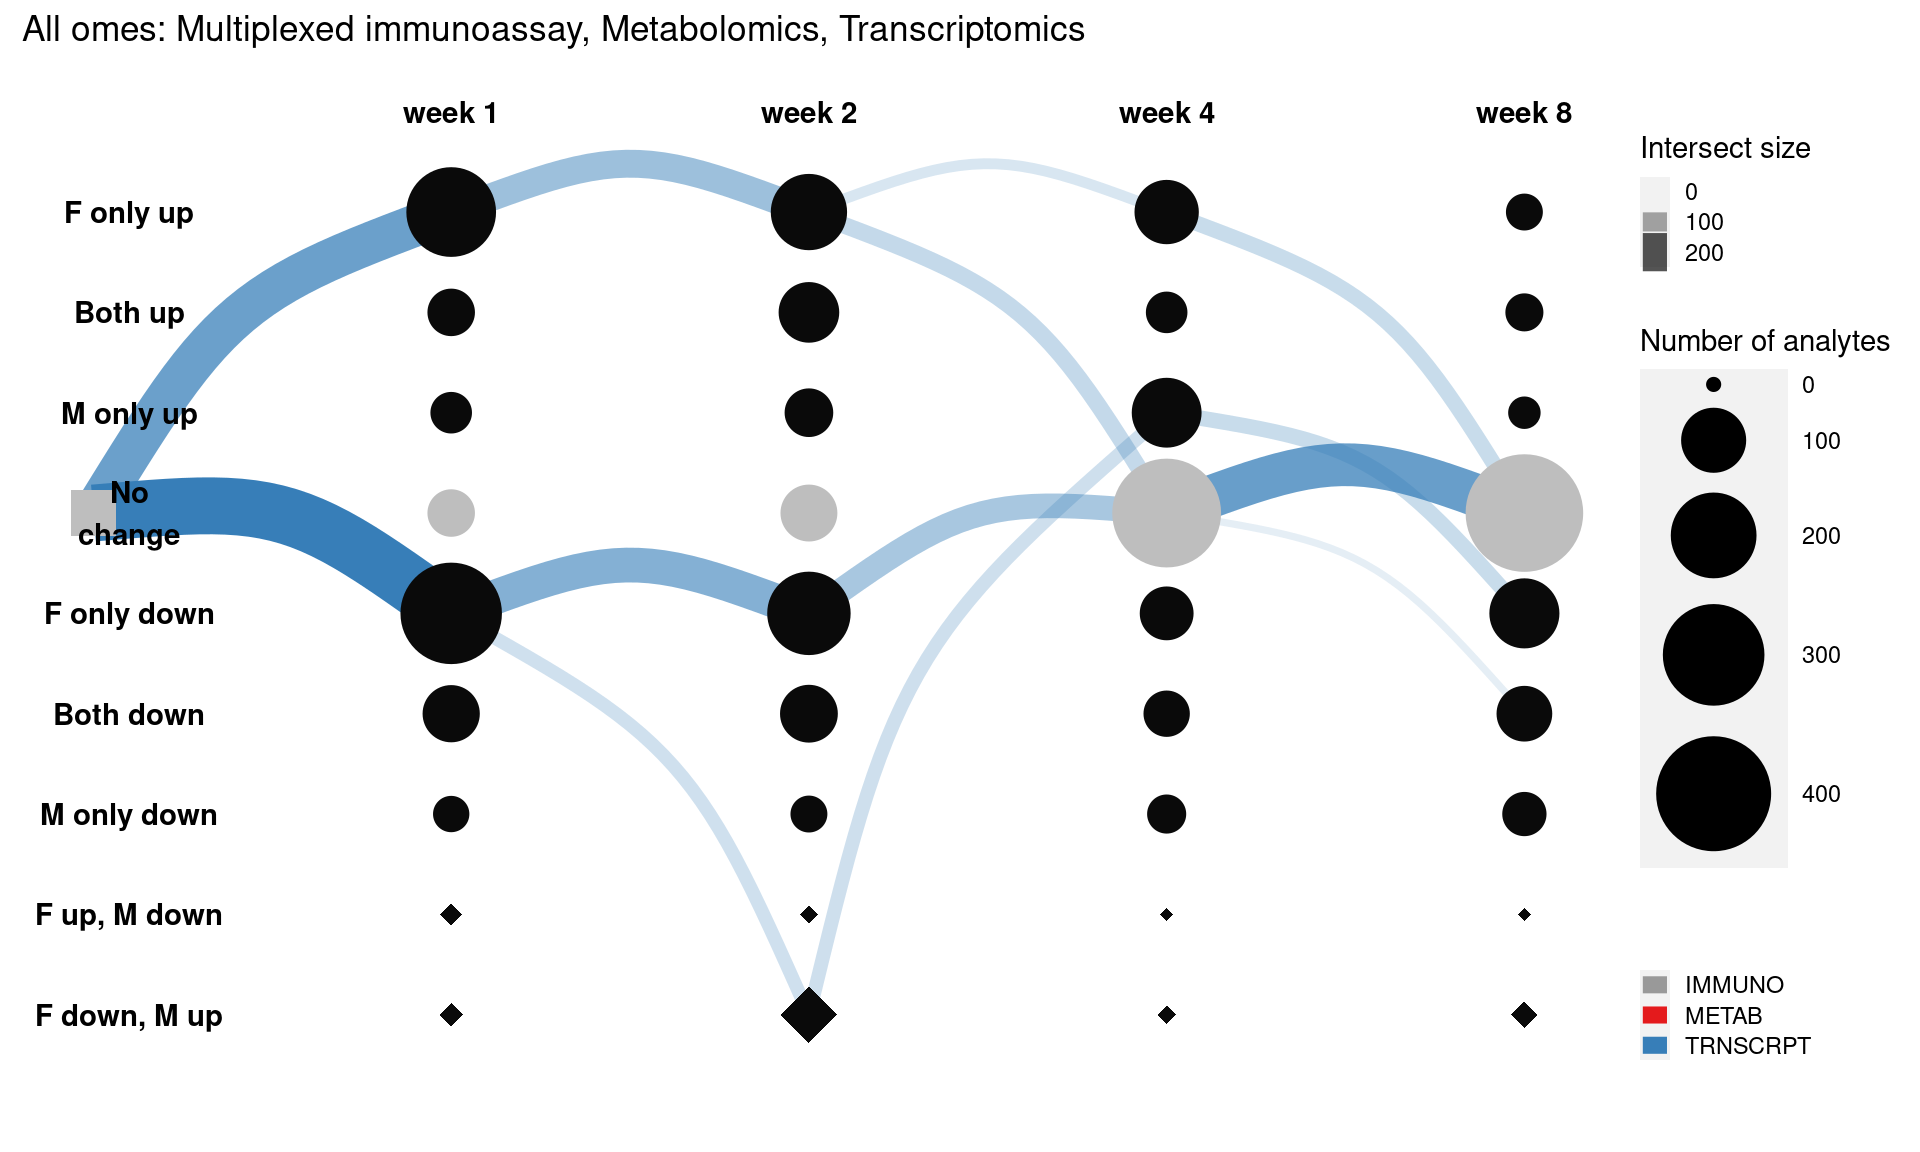 All omes: Multiplexed immunoassay, Metabolomics, Transcriptomics
week 1
week 2
week 4
week 8
F only up
Both up
M only up
No
change
F only down
Both down
M only down
F up, M down
F down, M up
Intersect size
0
100
200
Number of analytes
0
100
200
300
400
IMMUNO
METAB
TRNSCRPT